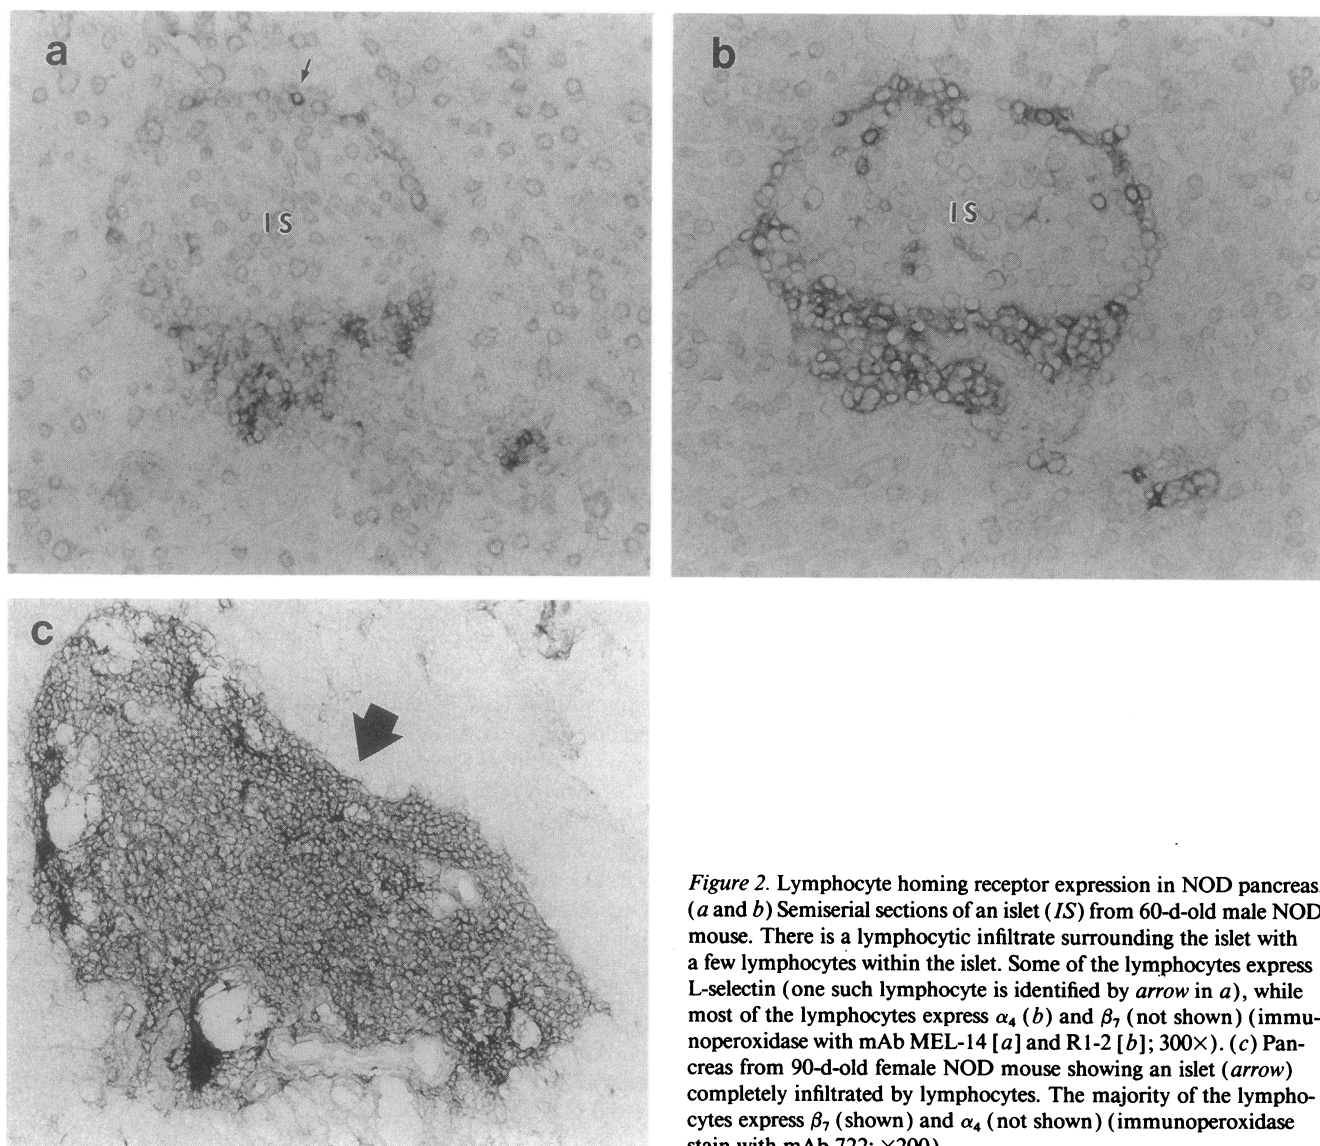 a
b
IS
IS
c
Figure 2. Lymphocyte homing receptor expression in NOD pancreas.
(a and b) Semiserial sections of an islet (IS) from 60-d-old male NOD
mouse. There is a lymphocytic infiltrate surrounding the islet with
a few lymphocytes within the islet. Some of the lymphocytes express
L-selectin (one such lymphocyte is identified by arrow in a), while
most of the lymphocytes express α₄ (b) and β₇ (not shown) (immu-
noperoxidase with mAb MEL-14 [a] and R1-2 [b]; 300×). (c) Pan-
creas from 90-d-old female NOD mouse showing an islet (arrow)
completely infiltrated by lymphocytes. The majority of the lympho-
cytes express β₇ (shown) and α₄ (not shown) (immunoperoxidase
stain with mAb 722; ×200)